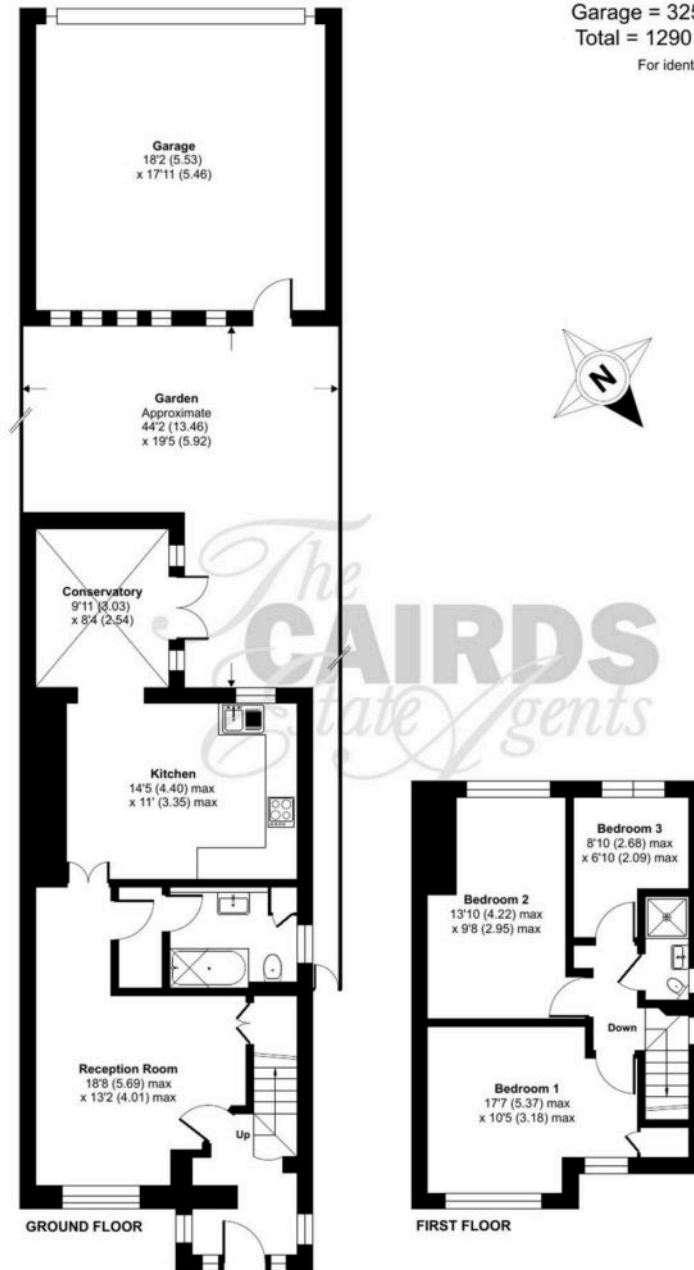 Garage = 325
Total = 1290
For ident
Garage
18'2 (5.53)
x 17'11 (5.46)
N
Garden
Approximate
44'2 (13.46)
x 19'5 (5.92)
The
CAIRDS
Estate Agents
Conservatory
9'11 (3.03)
x 8'4 (2.54)
Kitchen
14'5 (4.40) max
x 11' (3.35) max
Reception Room
18'8 (5.69) max
x 13'2 (4.01) max
Up
GROUND FLOOR
Bedroom 3
8'10 (2.68) max
x 6'10 (2.09) max
Bedroom 2
13'10 (4.22) max
x 9'8 (2.95) max
Down
Bedroom 1
17'7 (5.37) max
x 10'5 (3.18) max
FIRST FLOOR